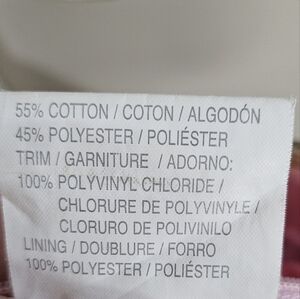 55% COTTON / COTON / ALGODÓN
45% POLYESTER / POLIÉSTER
TRIM / GARNITURE / ADORNO:
100% POLYVINYL CHLORIDE /
CHLORURE DE POLYVINYLE /
CLORURO DE POLIVINILO
LINING / DOUBLURE / FORRO
100% POLYESTER / POLIÉSTER